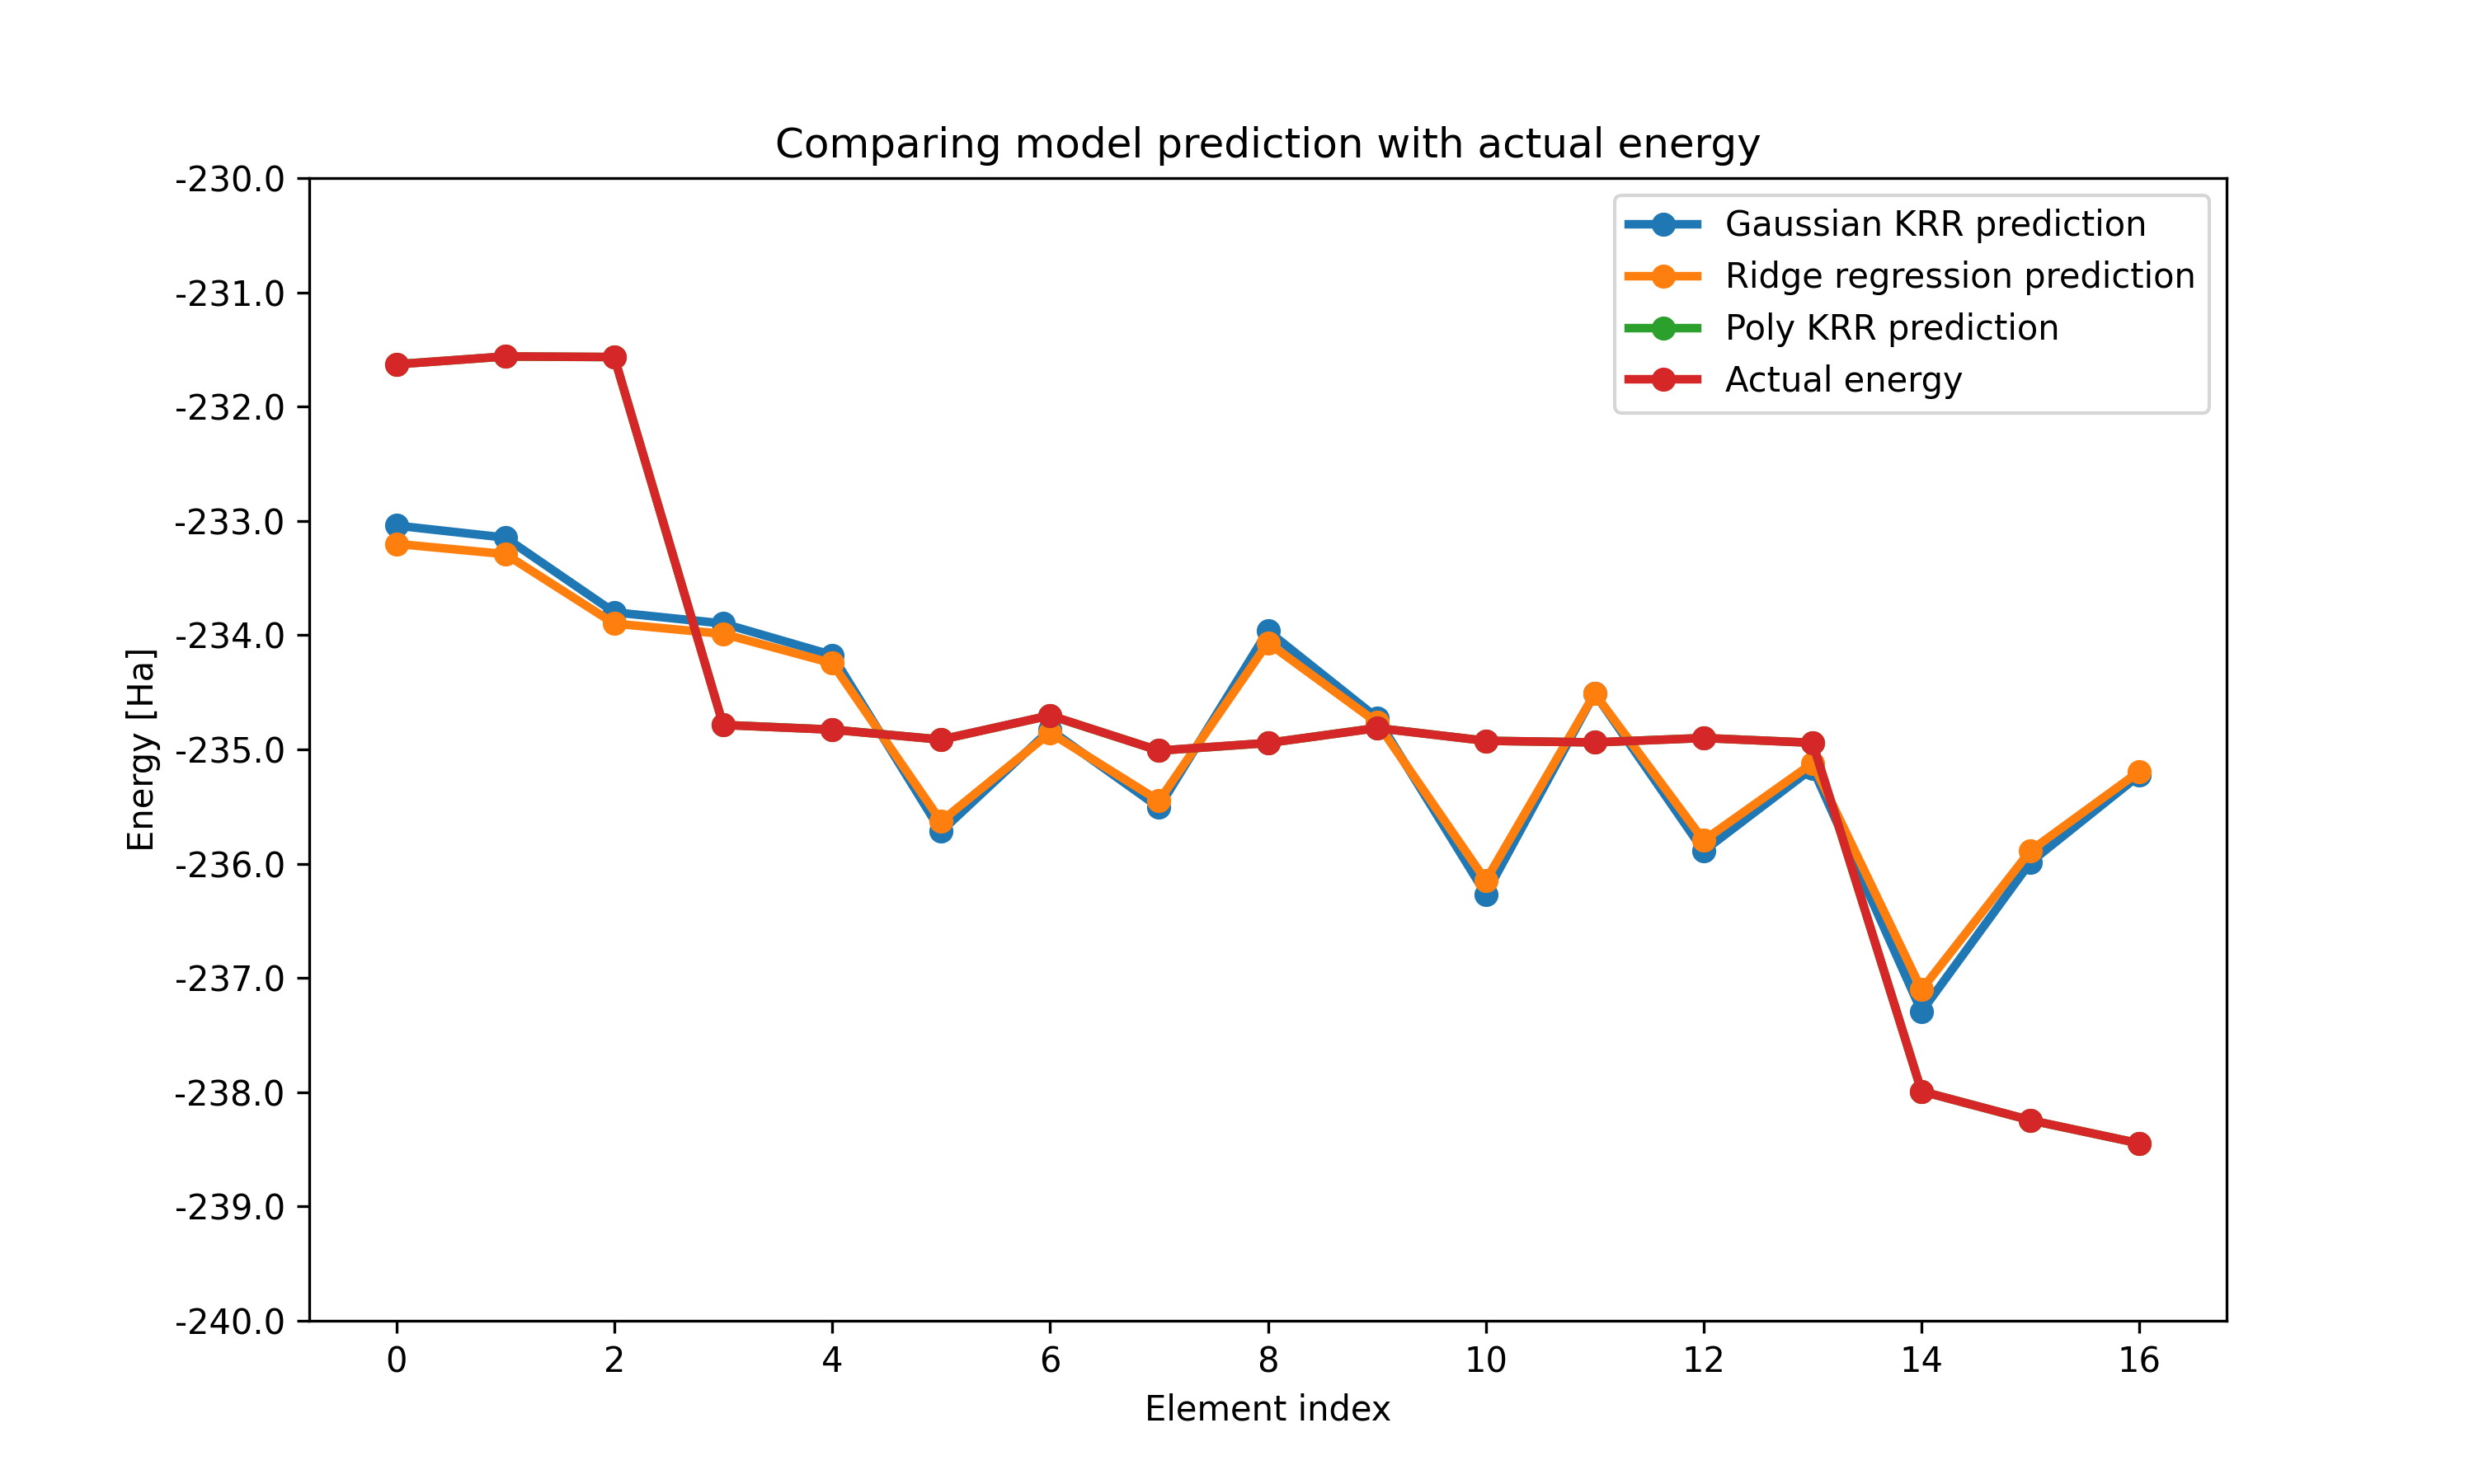 Comparing model prediction with actual energy
-230.0
-231.0
-232.0
-233.0
-234.0
-235.0
-236.0
-237.0
-238.0
-239.0
-240.0
Energy [Ha]
Gaussian KRR prediction
Ridge regression prediction
Poly KRR prediction
Actual energy
0 2 4 6 8 10 12 14 16
Element index